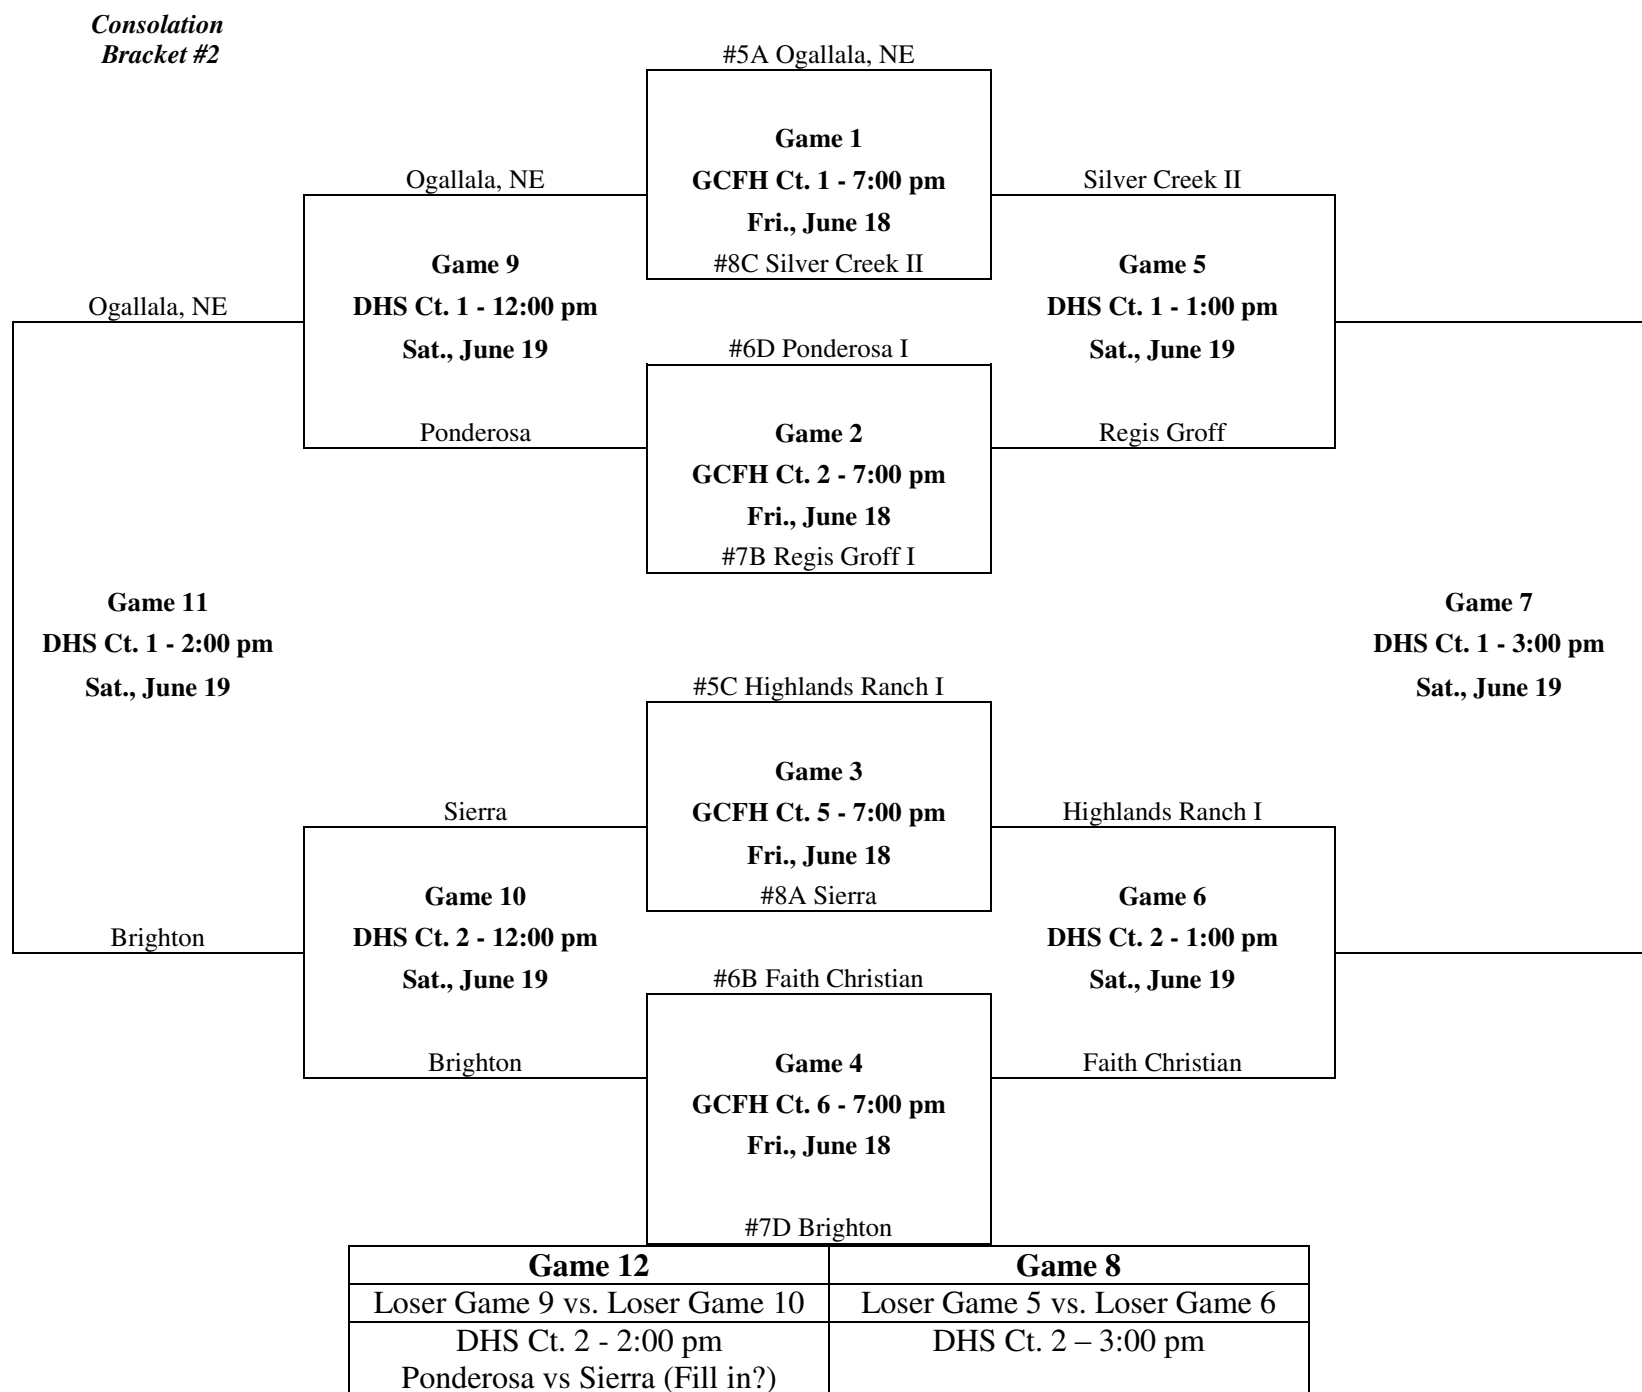 Consolation
Bracket #2
#5A Ogallala, NE
Game 1
Ogallala, NE
GCFH Ct. 1 - 7:00 pm
Silver Creek II
Fri., June 18
Game 9
#8C Silver Creek II
Game 5
Ogallala, NE
DHS Ct. 1 - 12:00 pm
DHS Ct. 1 - 1:00 pm
Sat., June 19
#6D Ponderosa I
Sat., June 19
Ponderosa
Game 2
Regis Groff
GCFH Ct. 2 - 7:00 pm
Fri., June 18
#7B Regis Groff I
Game 11
Game 7
DHS Ct. 1 - 2:00 pm
DHS Ct. 1 - 3:00 pm
Sat., June 19
#5C Highlands Ranch I
Sat., June 19
Game 3
Sierra
GCFH Ct. 5 - 7:00 pm
Highlands Ranch I
Fri., June 18
Game 10
#8A Sierra
Game 6
Brighton
DHS Ct. 2 - 12:00 pm
DHS Ct. 2 - 1:00 pm
Sat., June 19
#6B Faith Christian
Sat., June 19
Brighton
Game 4
Faith Christian
GCFH Ct. 6 - 7:00 pm
Fri., June 18
#7D Brighton
Game 12
Game 8
Loser Game 9 vs. Loser Game 10
Loser Game 5 vs. Loser Game 6
DHS Ct. 2 - 2:00 pm
DHS Ct. 2 – 3:00 pm
Ponderosa vs Sierra (Fill in?)